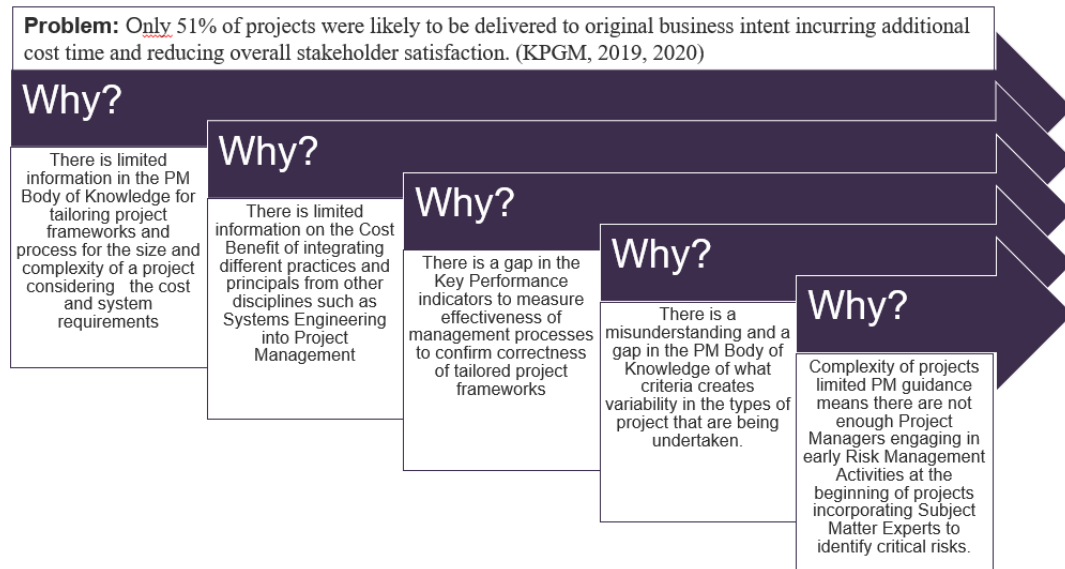 Problem: Only 51% of projects were likely to be delivered to original business intent incurring additional
cost time and reducing overall stakeholder satisfaction. (KPGM, 2019, 2020)
Why?
There is limited
information in the PM
Body of Knowledge for
tailoring project
frameworks and
process for the size and
complexity of a project
considering the cost
and system
requirements
Why?
There is limited
information on the Cost
Benefit of integrating
different practices and
principals from other
disciplines such as
Systems Engineering
into Project
Management
Why?
There is a gap in the
Key Performance
indicators to measure
effectiveness of
management processes
to confirm correctness
of tailored project
frameworks
Why?
There is a
misunderstanding and a
gap in the PM Body of
Knowledge of what
criteria creates
variability in the types of
project that are being
undertaken.
Why?
Complexity of projects
limited PM guidance
means there are not
enough Project
Managers engaging in
early Risk Management
Activities at the
beginning of projects
incorporating Subject
Matter Experts to
identify critical risks.